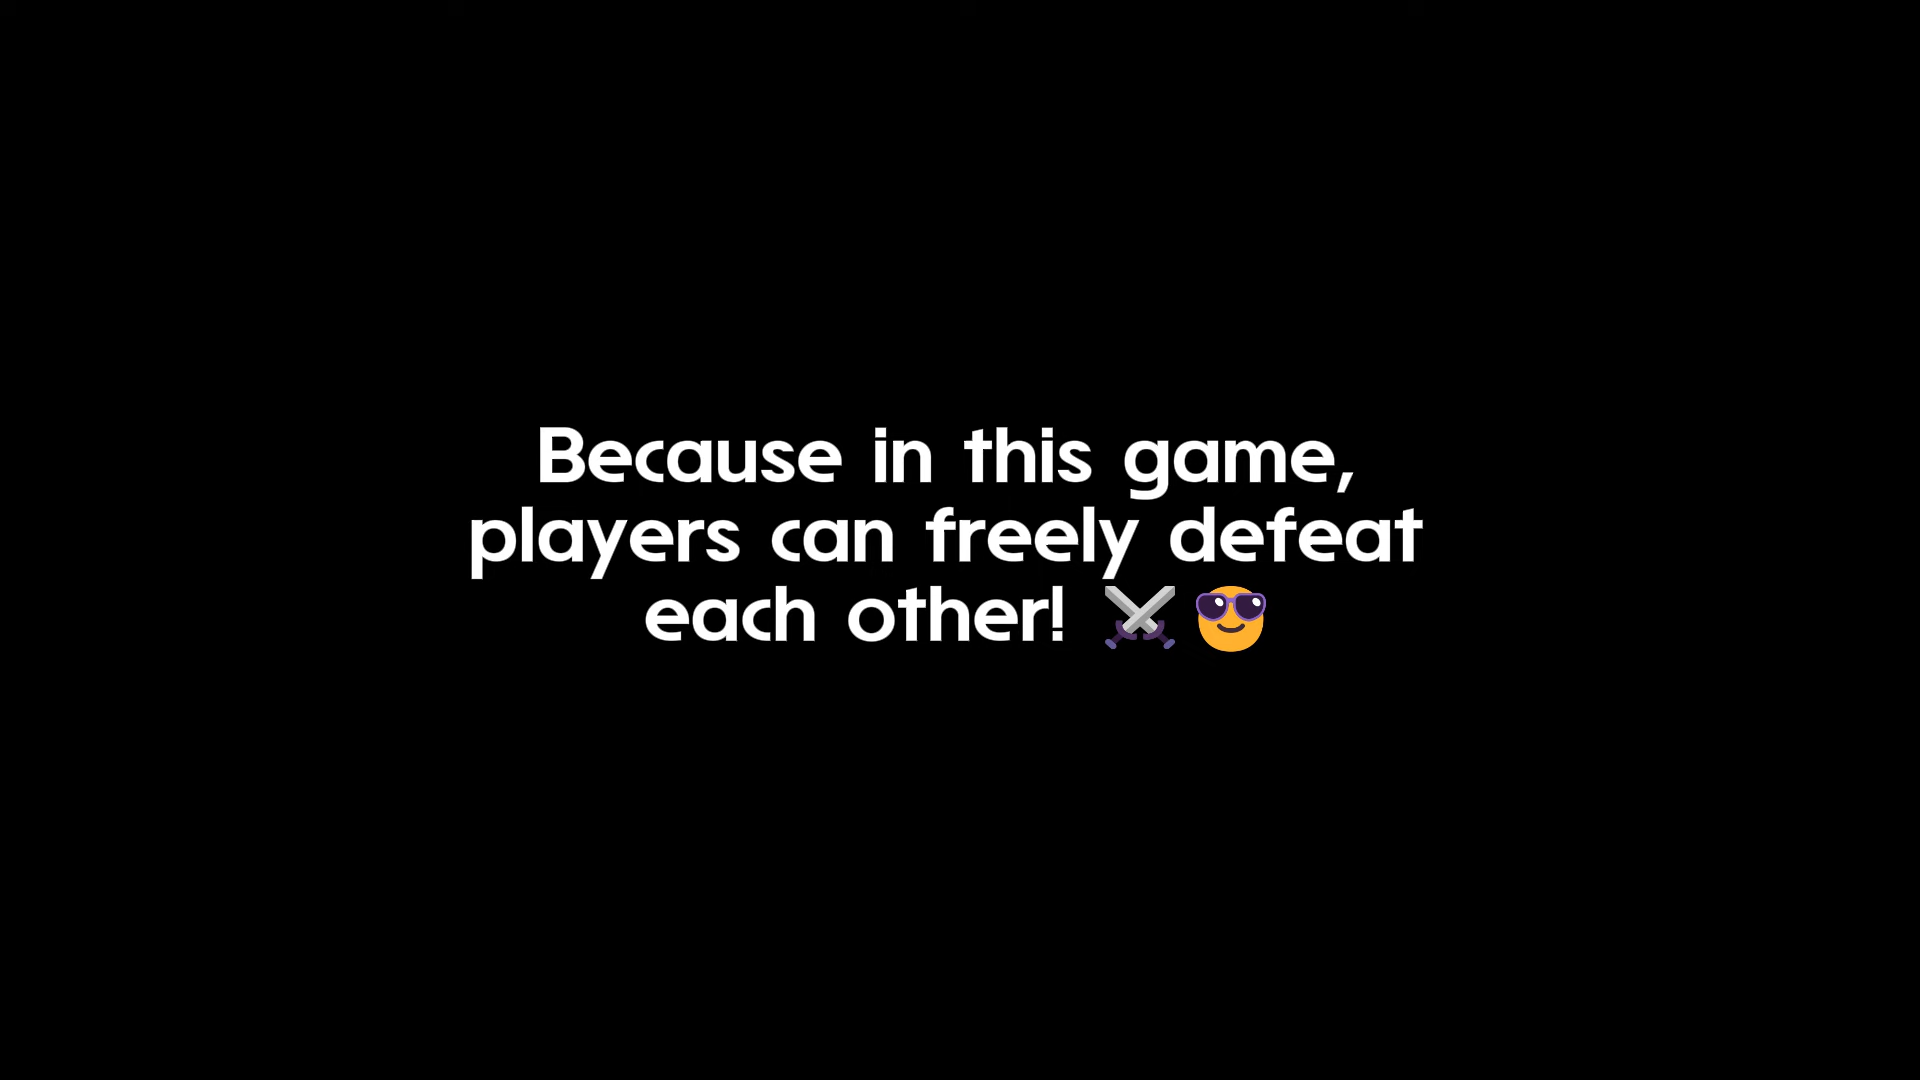 Because in this game,
players can freely defeat
each other! ⚔️😎